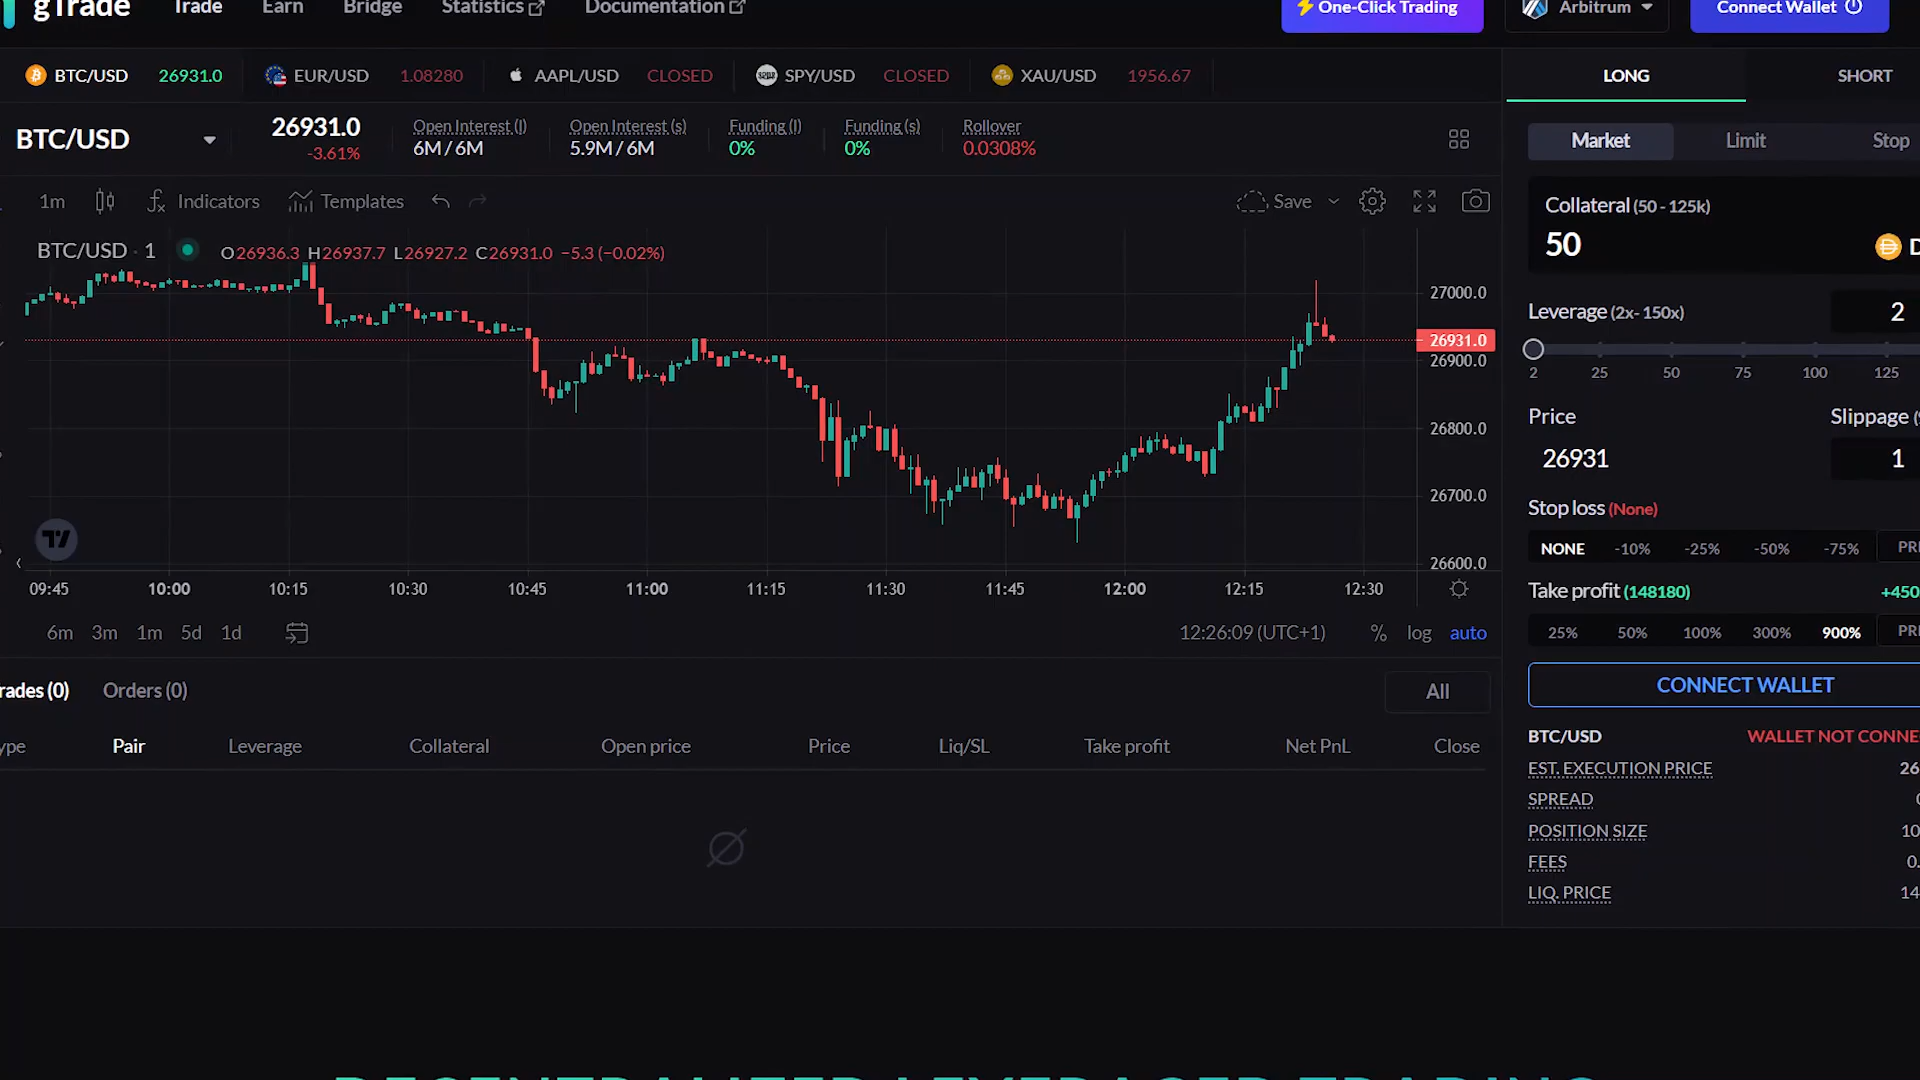 gTrade Trade Earn Bridge Statistics Documentation One-Click Trading Arbitrum Connect Wallet
BTC/USD 26931.0 EUR/USD 1.08280 AAPL/USD CLOSED SPY/USD CLOSED XAU/USD 1956.67
LONG SHORT
BTC/USD 26931.0 -3.61% Open Interest (l) 6M / 6M Open Interest (s) 5.9M / 6M Funding (l) 0% Funding (s) 0% Rollover 0.0308%
Market Limit Stop
1m Indicators Templates Save
BTC/USD · 1 O26936.3 H26937.7 L26927.2 C26931.0 −5.3 (−0.02%)
27000.0
26931.0
26900.0
26800.0
26700.0
26600.0
09:45 10:00 10:15 10:30 10:45 11:00 11:15 11:30 11:45 12:00 12:15 12:30
6m 3m 1m 5d 1d 12:26:09 (UTC+1) % log auto
Collateral (50 - 125k)
50 D
Leverage (2x- 150x) 2
2 25 50 75 100 125
Price Slippage (
26931 1
Stop loss (None)
NONE -10% -25% -50% -75% PRI
Take profit (148180) +450
25% 50% 100% 300% 900% PRI
CONNECT WALLET
BTC/USD WALLET NOT CONNE
EST. EXECUTION PRICE 26
SPREAD
POSITION SIZE 10
FEES 0.
LIQ. PRICE 14
rades (0) Orders (0) All
ype Pair Leverage Collateral Open price Price Liq/SL Take profit Net PnL Close
DECENTRALIZED LEVERAGED TRADING